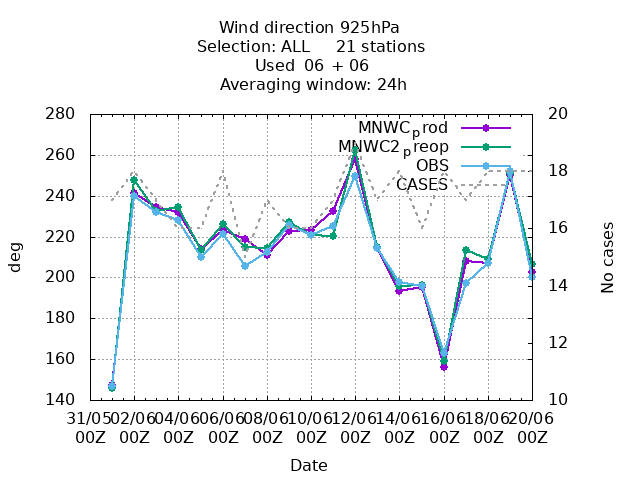 Wind direction 925hPa
Selection: ALL 21 stations
Used 06 + 06
Averaging window: 24h
280
260
240
220
200
180
160
140
deg
20
18
16
14
12
10
No cases
MNWCprod
MNWC2preop
OBS
CASES
31/05 02/06 04/06 06/06 08/06 10/06 12/06 14/06 16/06 18/06 20/06
00Z 00Z 00Z 00Z 00Z 00Z 00Z 00Z 00Z 00Z 00Z
Date